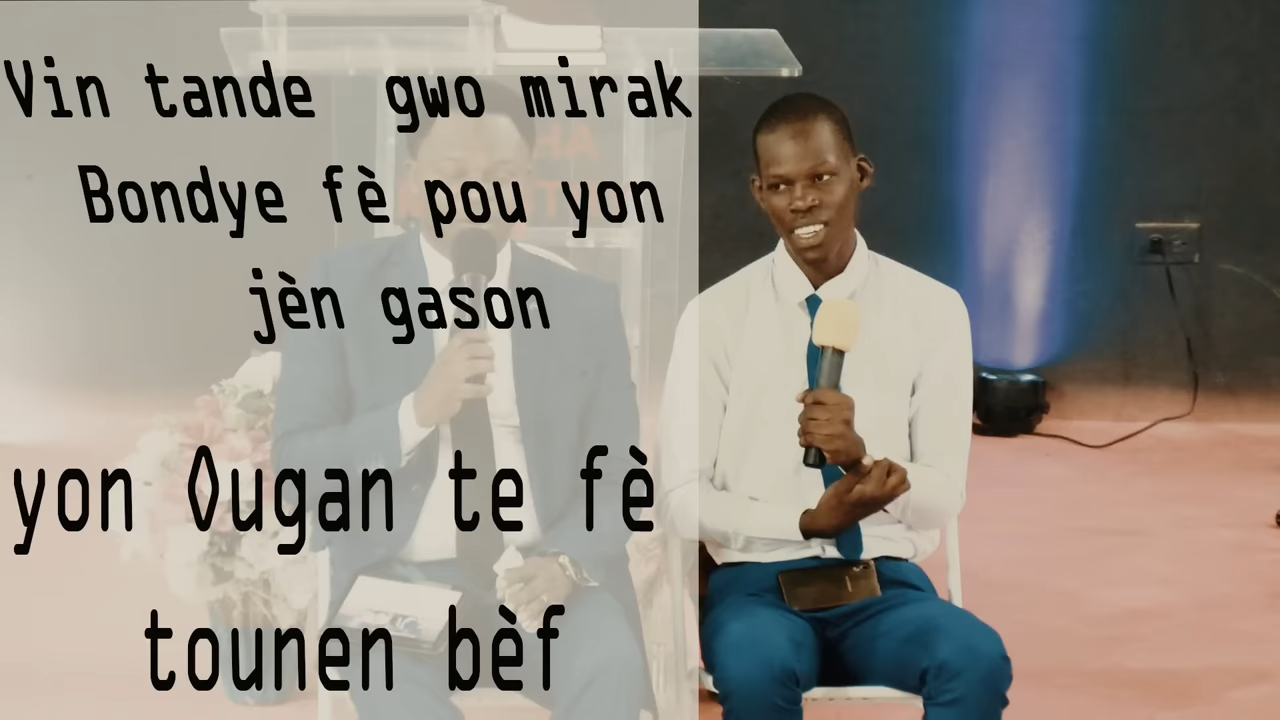 Vin tande gwo mirak
Bondye fè pou yon
jèn gason
yon Ougan te fè
tounen bèf